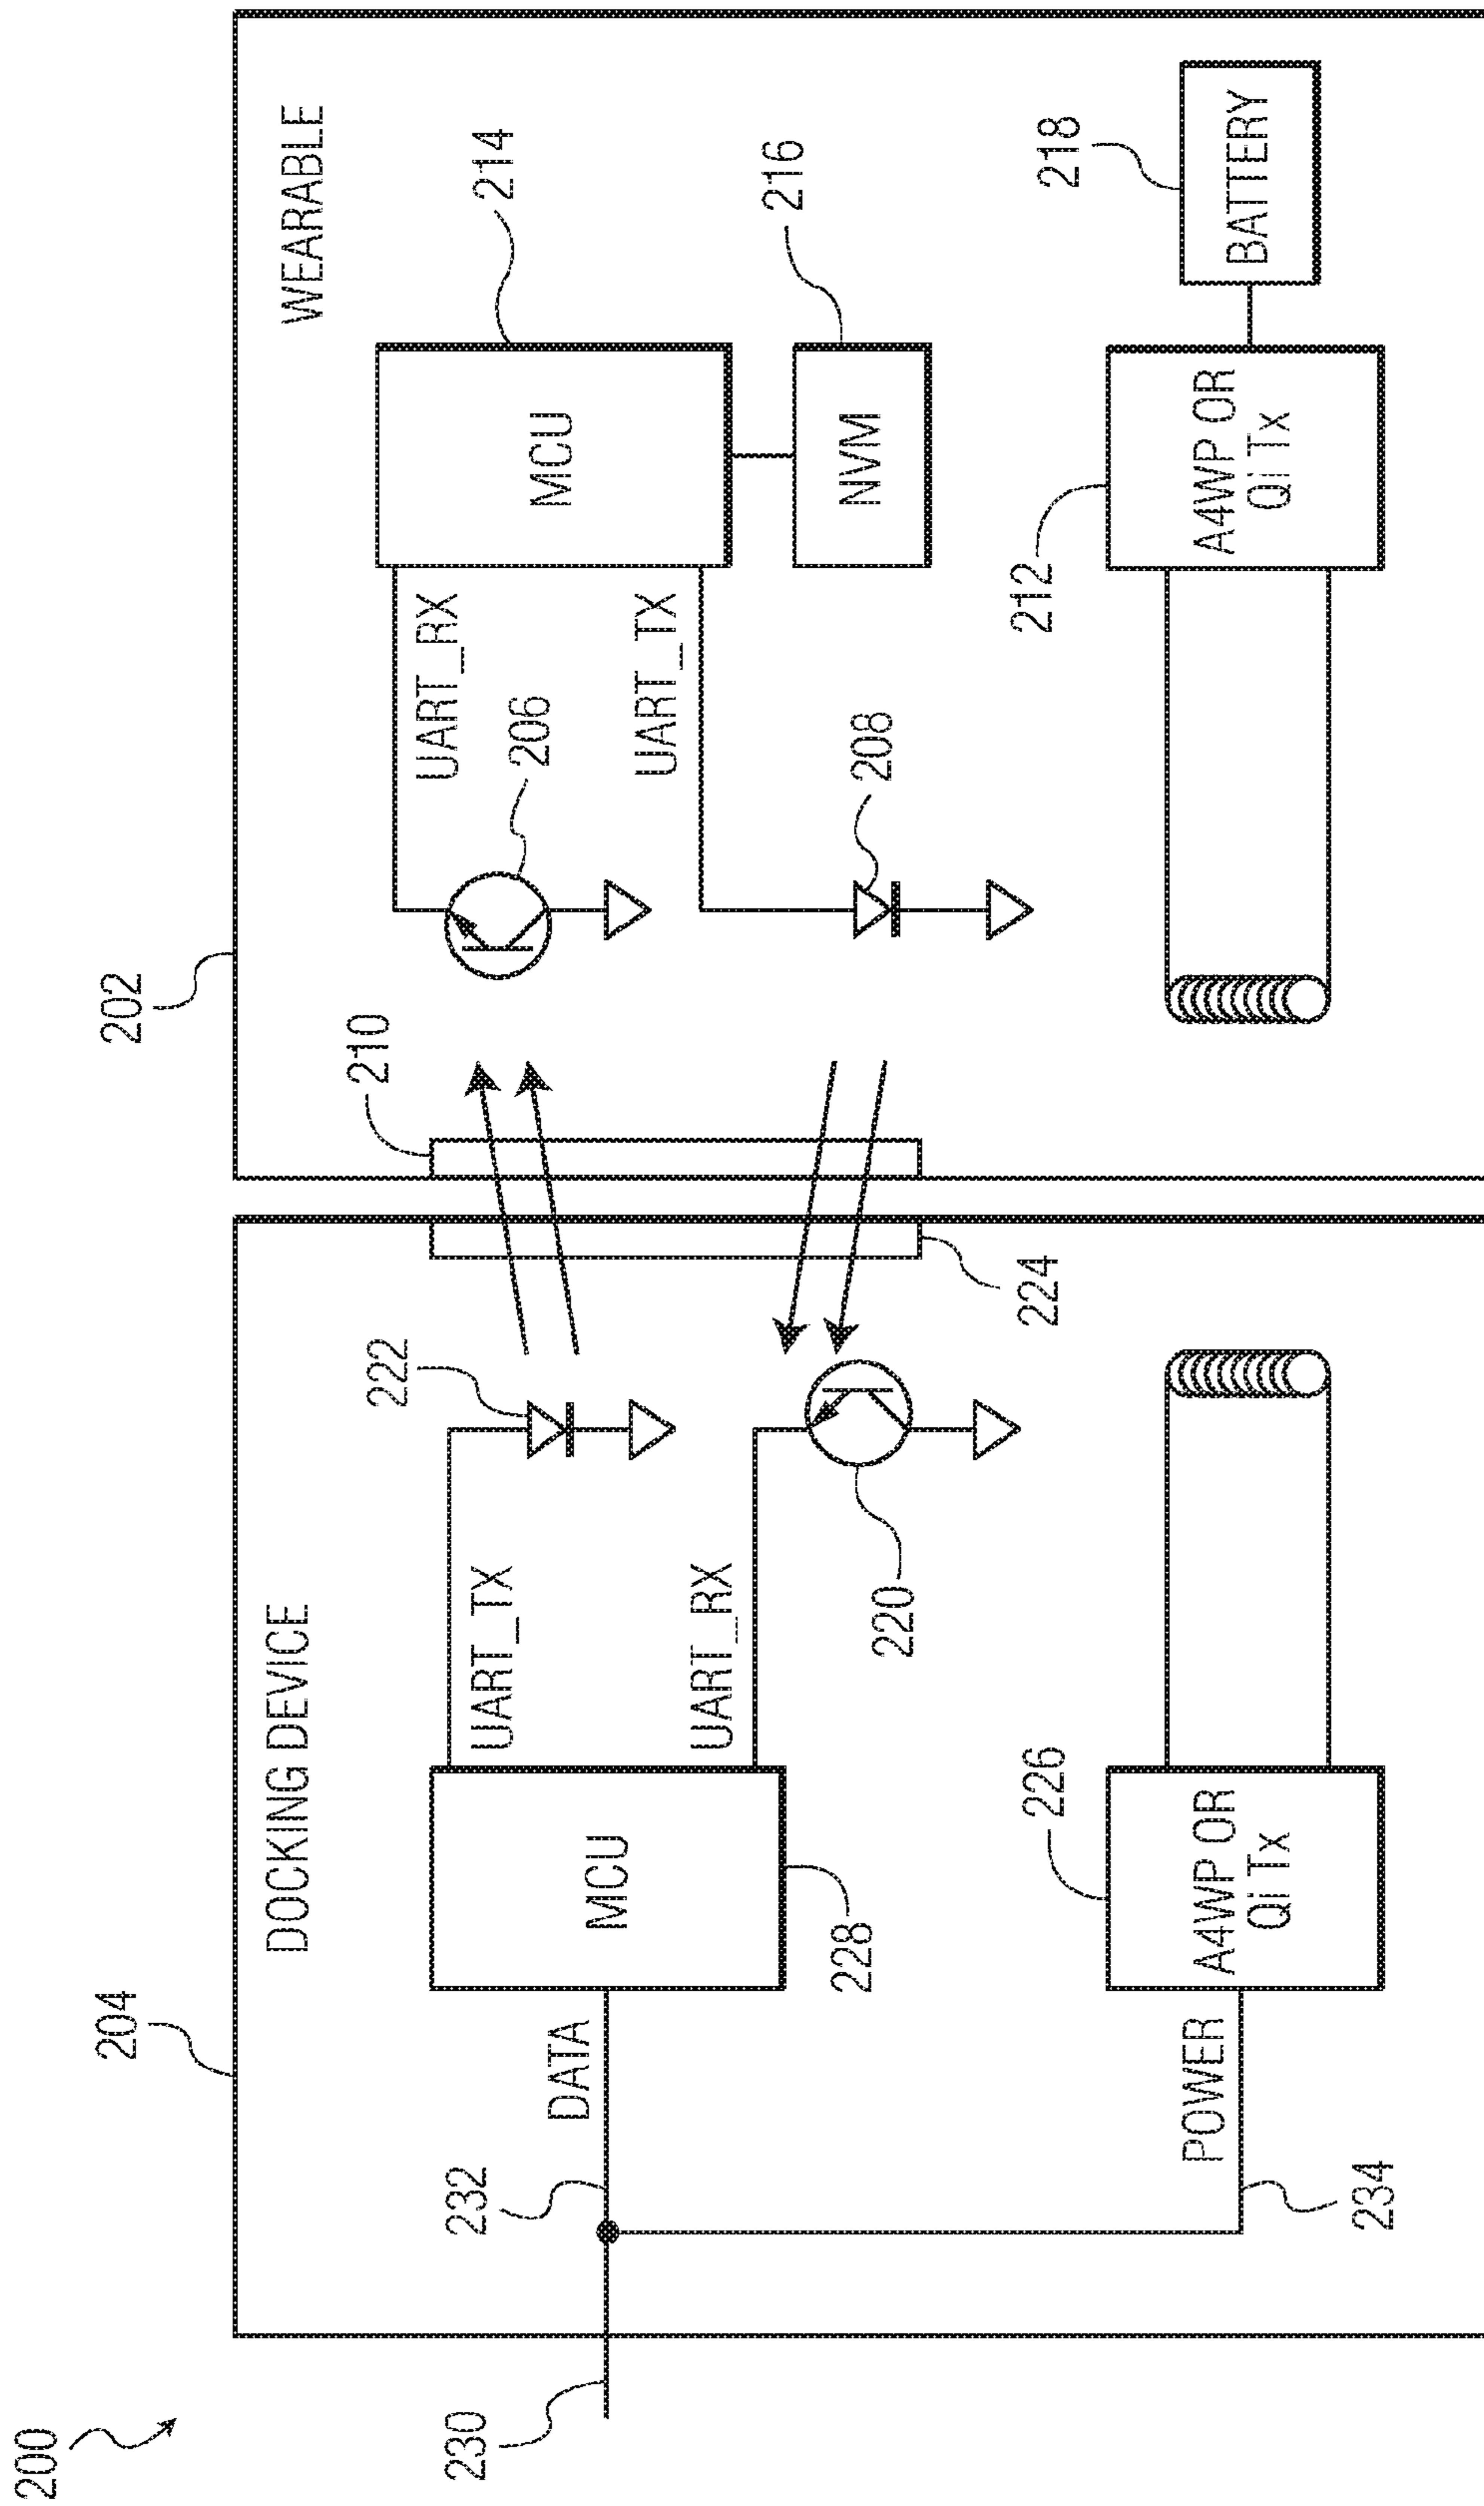 200
204
202
DOCKING DEVICE
WEARABLE
222
210
UART_TX
UART_RX
206
214
230
232
DATA
MCU
MCU
UART_RX
UART_TX
208
216
228
220
224
NVM
226
212
218
POWER
A4WP OR
Qi Tx
A4WP OR
Qi Tx
BATTERY
234